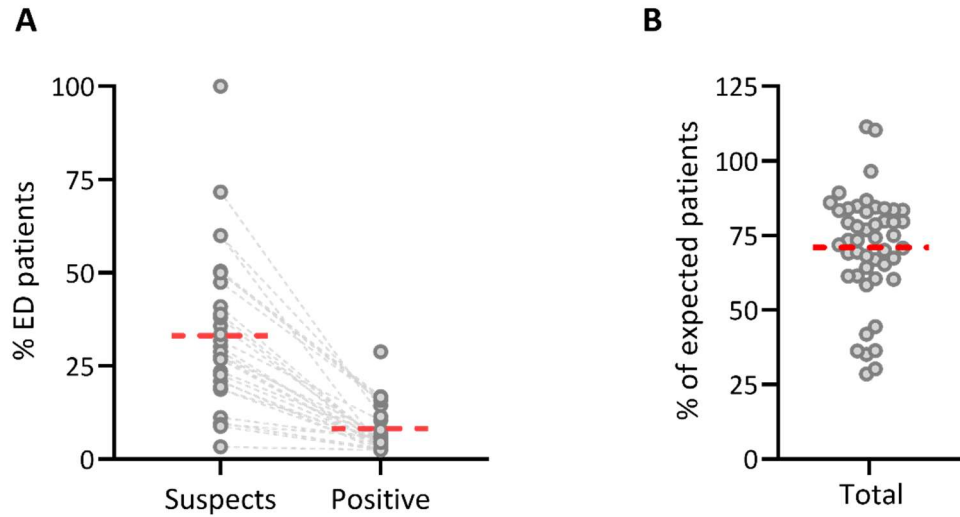 A
% ED patients
100
75
50
25
0
Suspects Positive
B
% of expected patients
125
100
75
50
25
0
Total